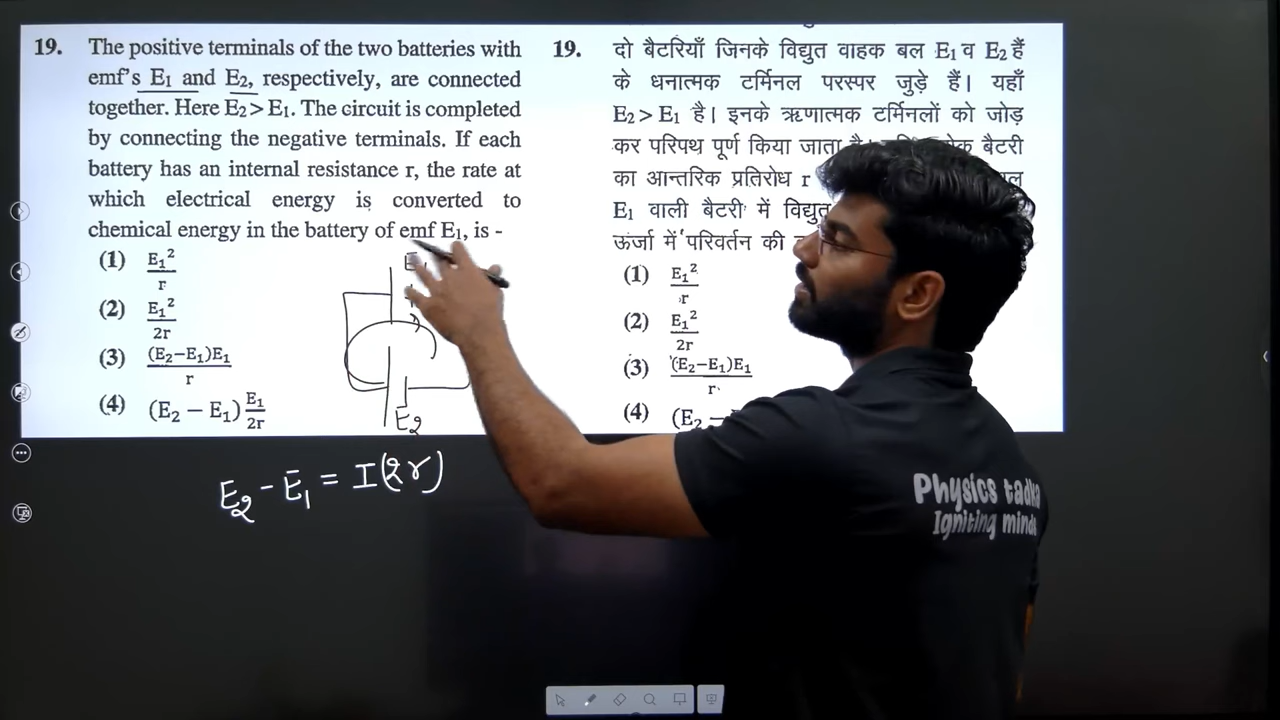 19. The positive terminals of the two batteries with
emf's E₁ and E₂, respectively, are connected
together. Here E₂ > E₁. The circuit is completed
by connecting the negative terminals. If each
battery has an internal resistance r, the rate at
which electrical energy is converted to
chemical energy in the battery of emf E₁, is -
(1) E₁²/r
(2) E₁²/2r
(3) (E₂−E₁)E₁/r
(4) (E₂ − E₁) E₁/2r
E₂
E₂ - E₁ = I(2r)
19. दो बैटरियाँ जिनके विद्युत वाहक बल E₁ व E₂ हैं
के धनात्मक टर्मिनल परस्पर जुड़े हैं। यहाँ
E₂ > E₁ है। इनके ऋणात्मक टर्मिनलों को जोड़
कर परिपथ पूर्ण किया जाता बैटरी
का आन्तरिक प्रतिरोध r
E₁ वाली बैटरी में
ऊर्जा में परिवर्तन की
(1) E₁²/r
(2) E₁²/2r
(3) (E₂−E₁)E₁/r
(4) (E₂
Physics tadka
Igniting minds